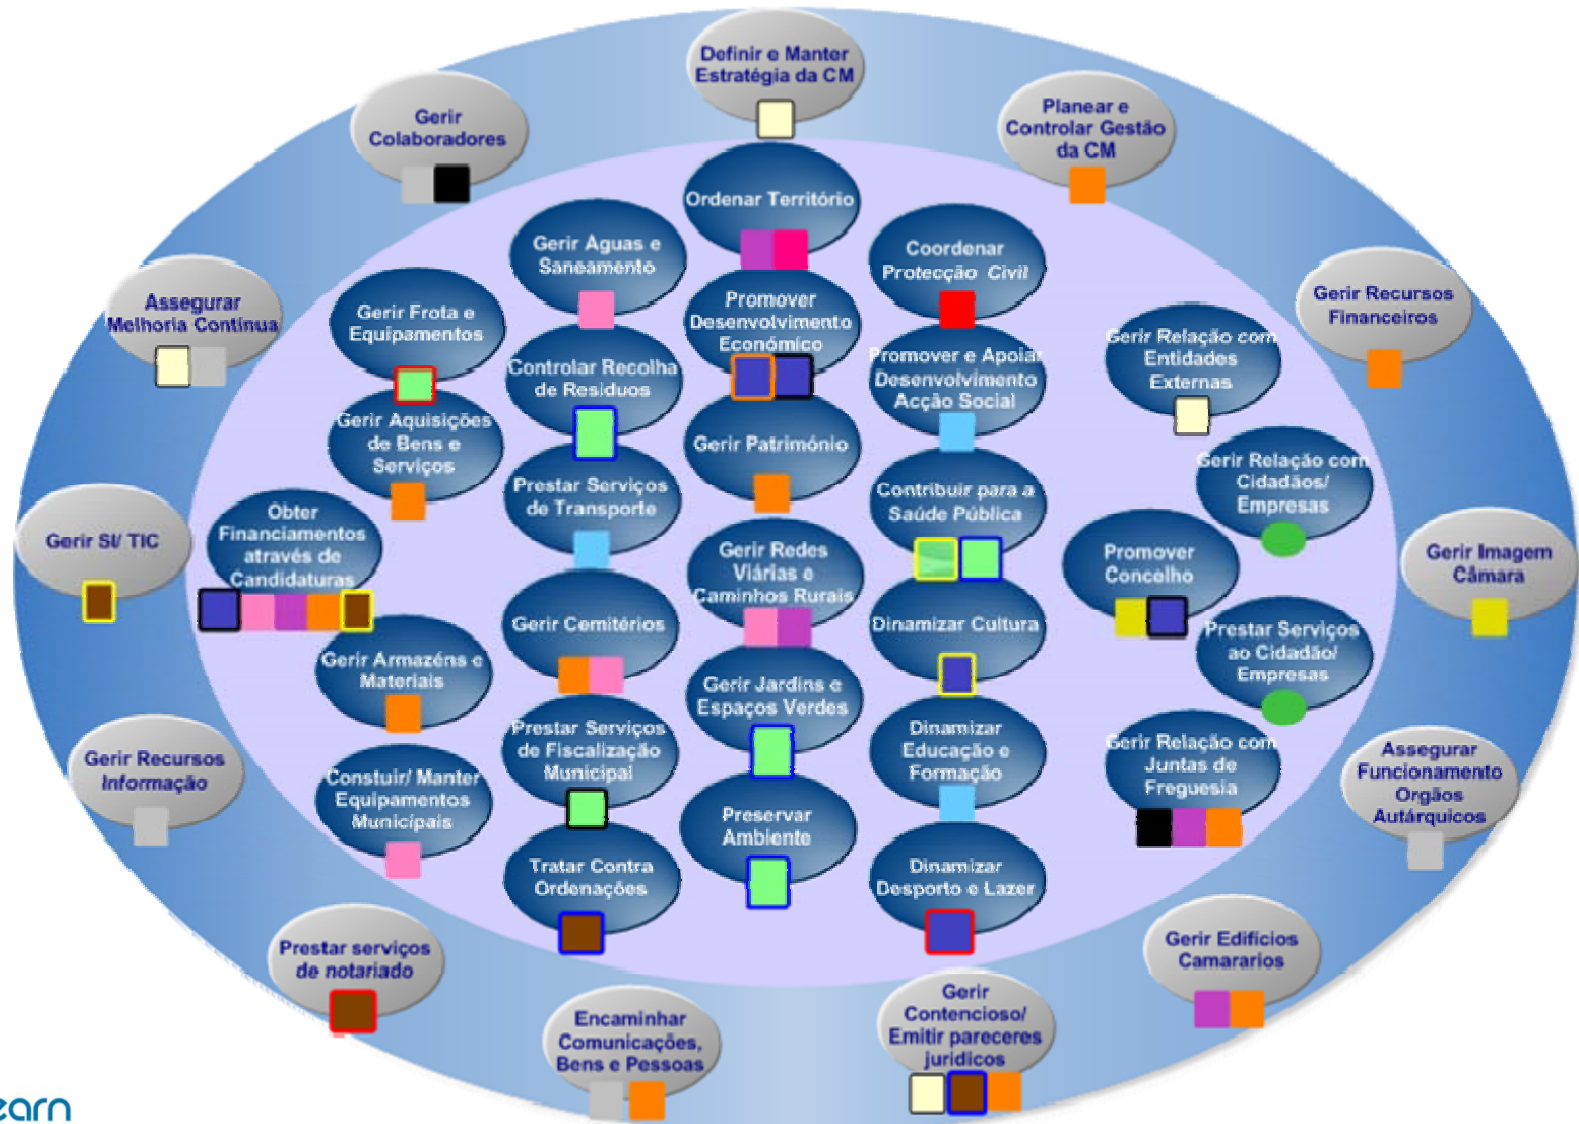 Definir e Manter
Estratégia da CM
Gerir
Colaboradores
Planear e
Controlar Gestão
da CM
Assegurar
Melhoria Contínua
Gerir Recursos
Financeiros
Gerir SI/ TIC
Gerir Imagem
Câmara
Gerir Recursos
Informação
Assegurar
Funcionamento
Orgãos
Autárquicos
Prestar serviços
de notariado
Encaminhar
Comunicações,
Bens e Pessoas
Gerir
Contencioso/
Emitir pareceres
jurídicos
Gerir Edifícios
Camararios
Ordenar Território
Gerir Águas e
Saneamento
Coordenar
Protecção Civil
Gerir Frota e
Equipamentos
Promover
Desenvolvimento
Económico
Controlar Recolha
de Resíduos
Promover e Apoiar
Desenvolvimento
Acção Social
Gerir Relação com
Entidades
Externas
Gerir Aquisições
de Bens e
Serviços
Gerir Património
Gerir Relação com
Cidadãos/
Empresas
Prestar Serviços
de Transporte
Contribuir para a
Saúde Pública
Obter
Financiamentos
através de
Candidaturas
Gerir Redes
Viárias e
Caminhos Rurais
Promover
Concelho
Gerir Cemitérios
Dinamizar Cultura
Prestar Serviços
ao Cidadão/
Empresas
Gerir Armazéns e
Materiais
Gerir Jardins e
Espaços Verdes
Prestar Serviços
de Fiscalização
Municipal
Dinamizar
Educação e
Formação
Gerir Relação com
Juntas de
Freguesia
Constuir/ Manter
Equipamentos
Municipais
Preservar
Ambiente
Tratar Contra
Ordenações
Dinamizar
Desporto e Lazer
earn